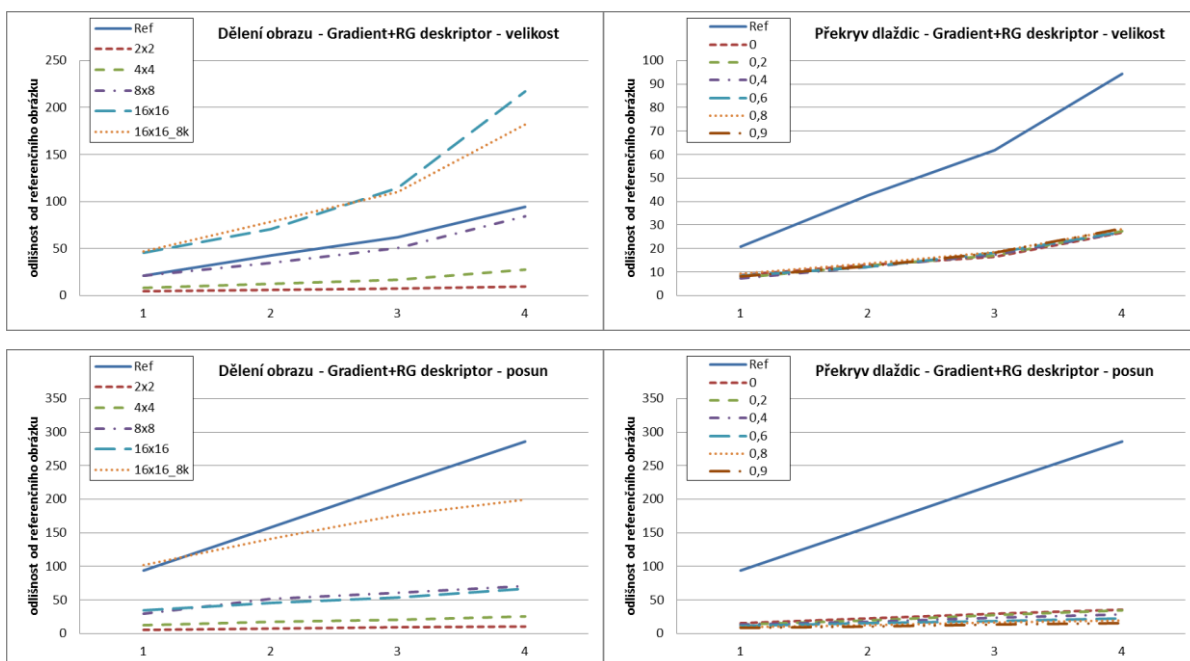 Dělení obrazu - Gradient+RG deskriptor - velikost
odlišnost od referenčního obrázku
Ref
2x2
4x4
8x8
16x16
16x16_8k
250
200
150
100
50
0
1 2 3 4
Překryv dlaždic - Gradient+RG deskriptor - velikost
odlišnost od referenčního obrázku
Ref
0
0,2
0,4
0,6
0,8
0,9
100
90
80
70
60
50
40
30
20
10
0
1 2 3 4
Dělení obrazu - Gradient+RG deskriptor - posun
odlišnost od referenčního obrázku
Ref
2x2
4x4
8x8
16x16
16x16_8k
350
300
250
200
150
100
50
0
1 2 3 4
Překryv dlaždic - Gradient+RG deskriptor - posun
odlišnost od referenčního obrázku
Ref
0
0,2
0,4
0,6
0,8
0,9
350
300
250
200
150
100
50
0
1 2 3 4